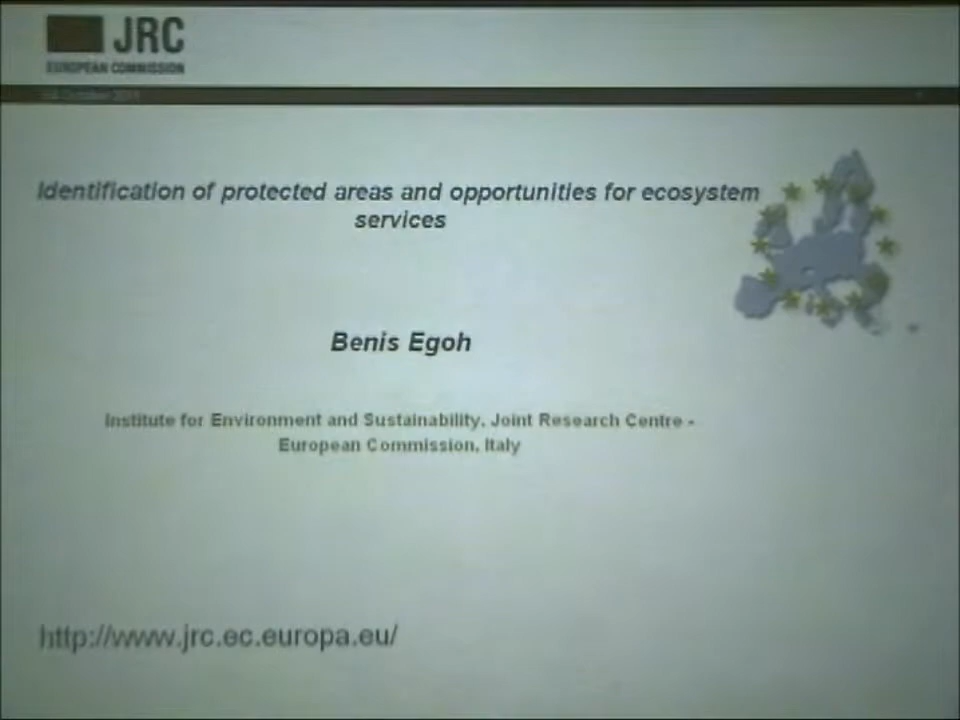 JRC
EUROPEAN COMMISSION
Identification of protected areas and opportunities for ecosystem
services
Benis Egoh
Institute for Environment and Sustainability, Joint Research Centre -
European Commission, Italy
http://www.jrc.ec.europa.eu/